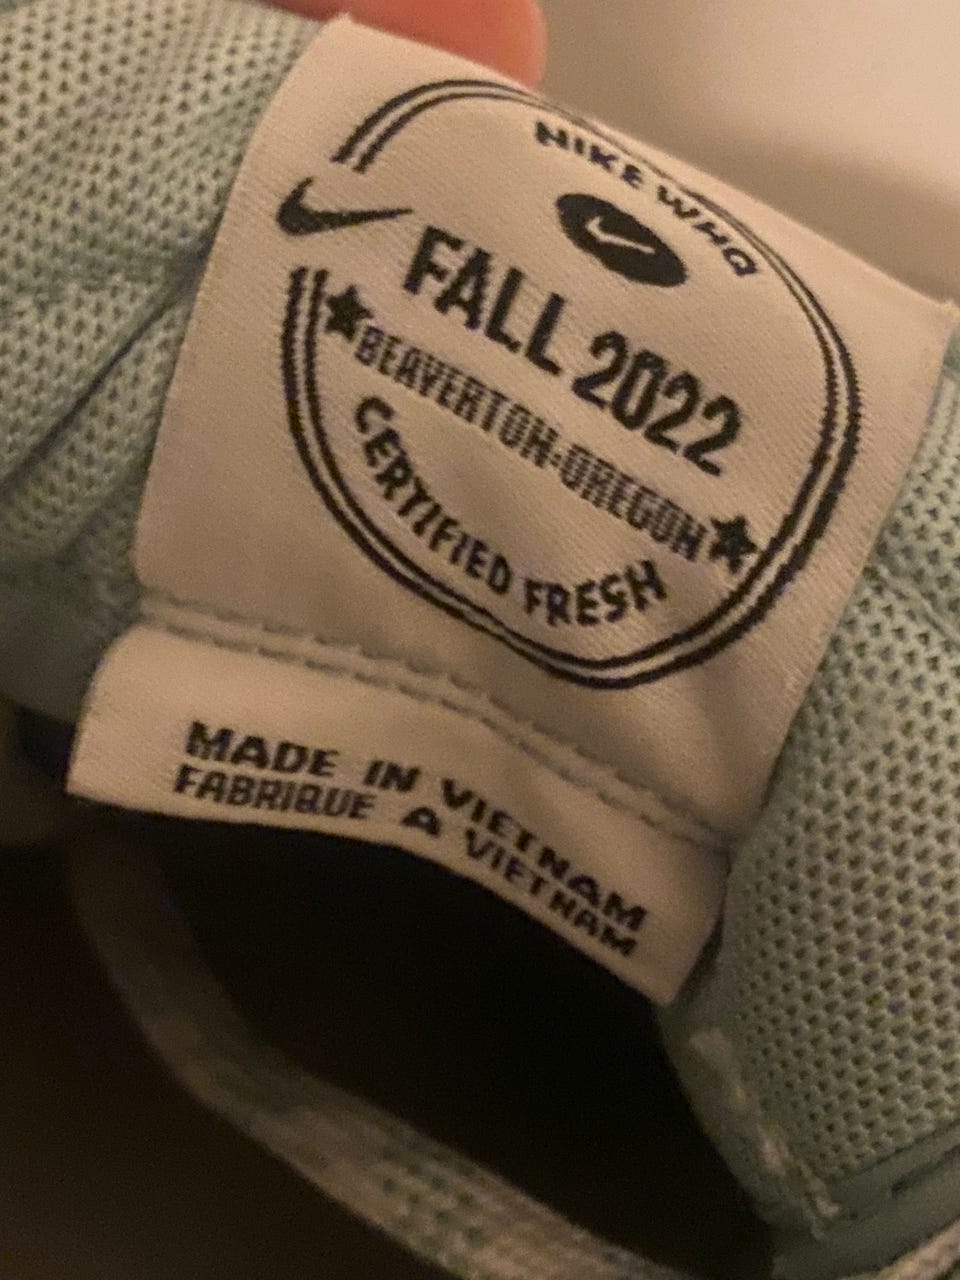 NIKE WHQ
FALL 2022
BEAVERTON·OREGON
CERTIFIED FRESH
MADE IN VIETNAM
FABRIQUE A VIETNAM